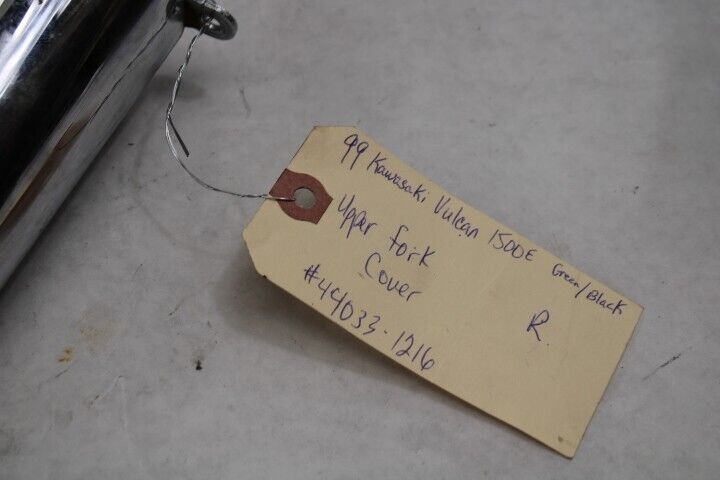 99 Kawasaki Vulcan 1500E Green/Black
Upper Fork
Cover
R.
#44033-1216